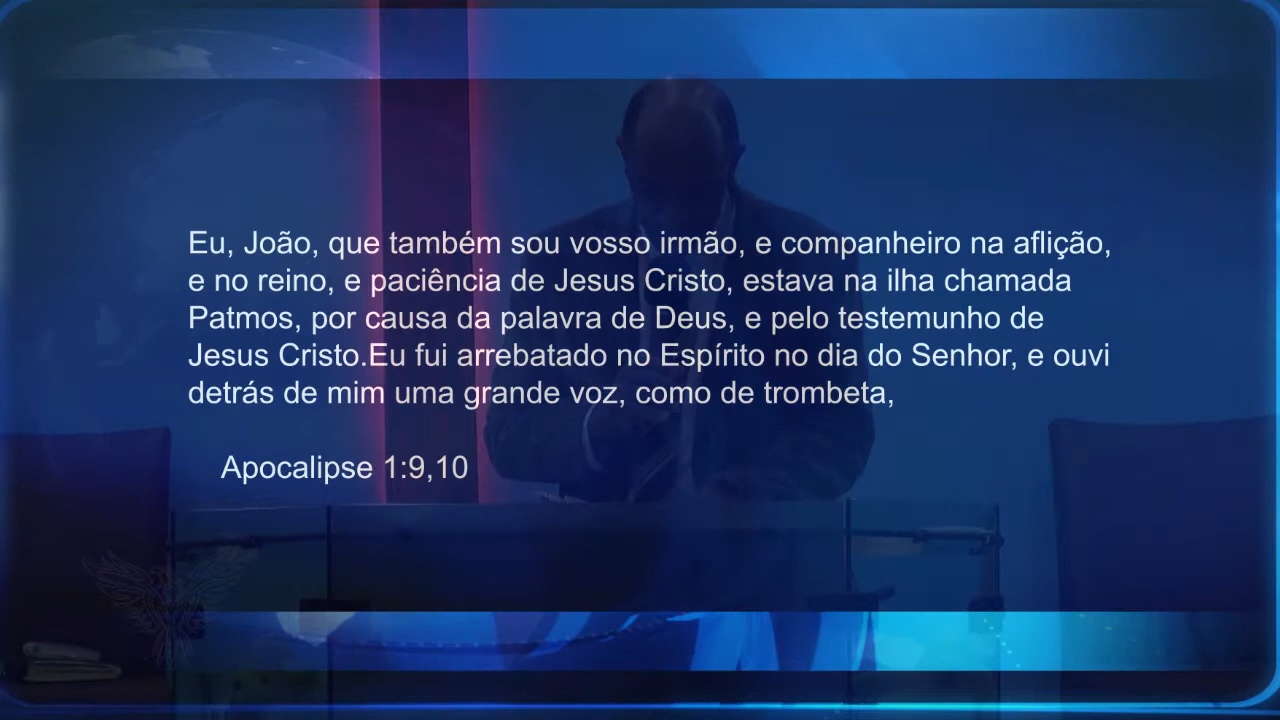 Eu, João, que também sou vosso irmão, e companheiro na aflição,
e no reino, e paciência de Jesus Cristo, estava na ilha chamada
Patmos, por causa da palavra de Deus, e pelo testemunho de
Jesus Cristo.Eu fui arrebatado no Espírito no dia do Senhor, e ouvi
detrás de mim uma grande voz, como de trombeta,
Apocalipse 1:9,10